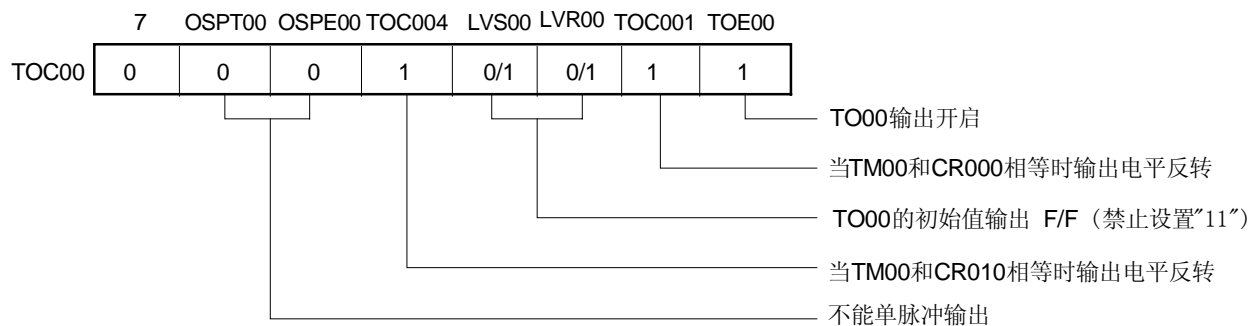 7 OSPT00 OSPE00 TOC004 LVS00 LVR00 TOC001 TOE00
TOC00 0 0 0 1 0/1 0/1 1 1
TO00输出开启
当TM00和CR000相等时输出电平反转
TO00的初始值输出 F/F（禁止设置″11″）
当TM00和CR010相等时输出电平反转
不能单脉冲输出